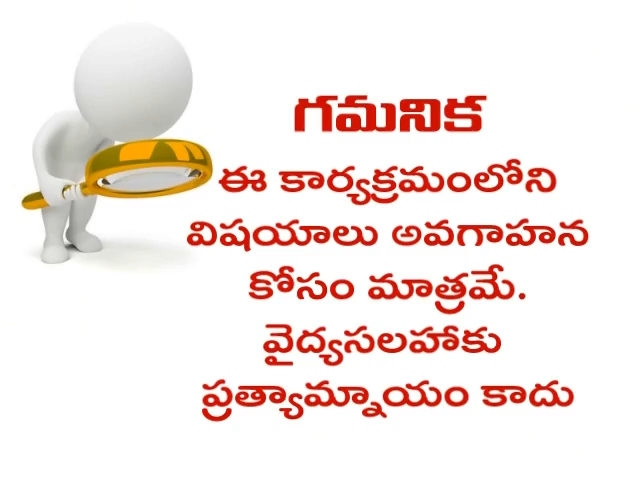 గమనిక
ఈ కార్యక్రమంలోని
విషయాలు అవగాహన
కోసం మాత్రమే.
వైద్యసలహాకు
ప్రత్యామ్నాయం కాదు